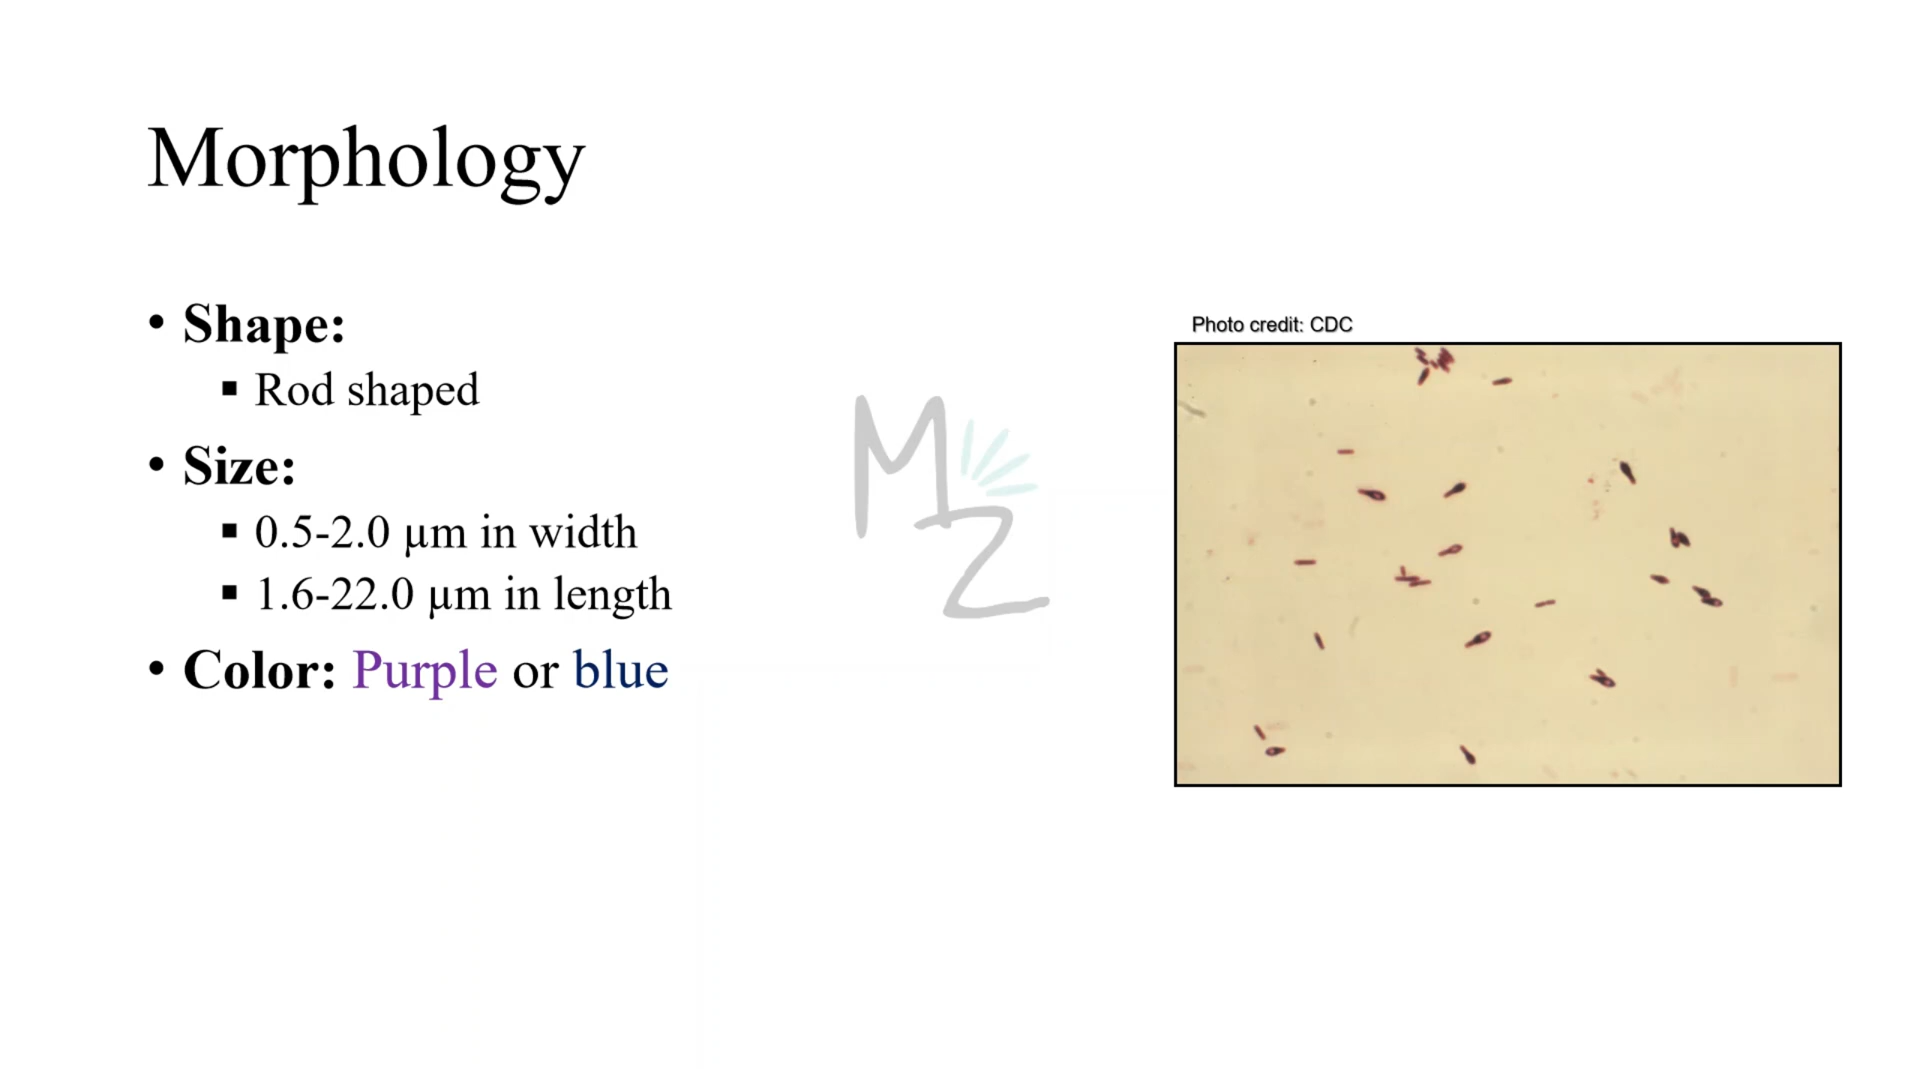 Morphology
• Shape:
▪ Rod shaped
• Size:
▪ 0.5-2.0 µm in width
▪ 1.6-22.0 µm in length
• Color: Purple or blue
Photo credit: CDC
MZ